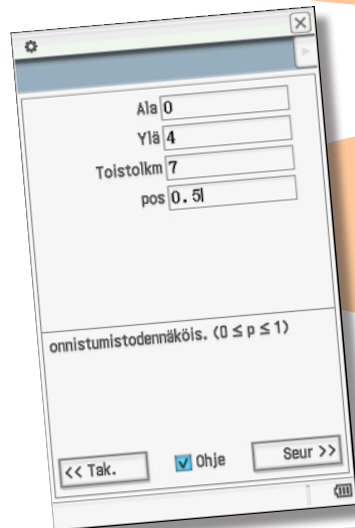 Ala 0
Ylä 4
Toistolkm 7
pos 0.5
onnistumistodennäköis. (0 ≤ p ≤ 1)
<< Tak.
Ohje
Seur >>